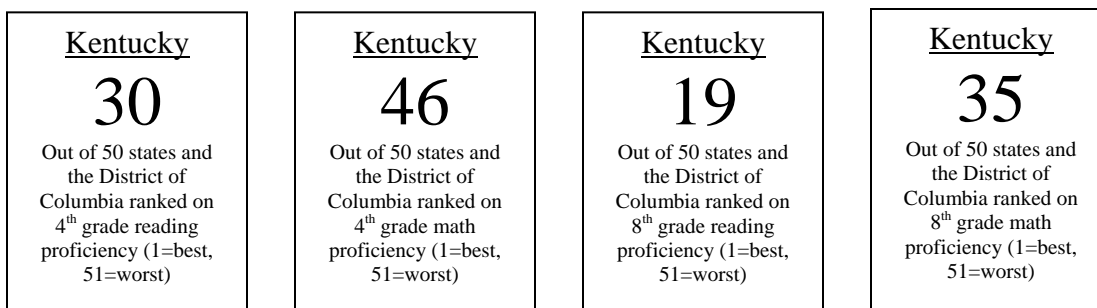 Kentucky
30
Out of 50 states and
the District of
Columbia ranked on
4th grade reading
proficiency (1=best,
51=worst)
Kentucky
46
Out of 50 states and
the District of
Columbia ranked on
4th grade math
proficiency (1=best,
51=worst)
Kentucky
19
Out of 50 states and
the District of
Columbia ranked on
8th grade reading
proficiency (1=best,
51=worst)
Kentucky
35
Out of 50 states and
the District of
Columbia ranked on
8th grade math
proficiency (1=best,
51=worst)